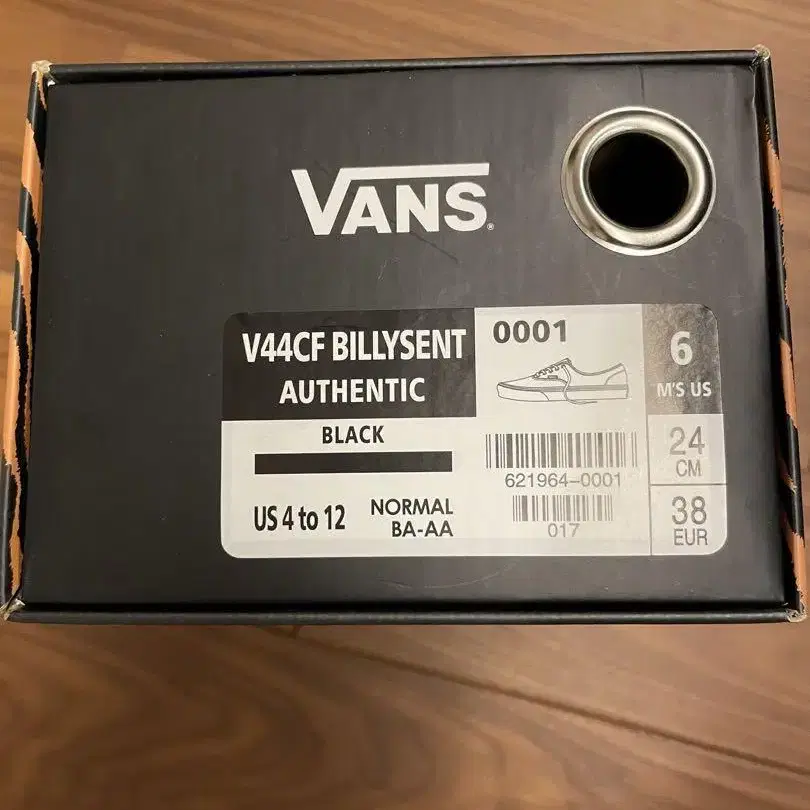 VANS®
V44CF BILLYSENT
AUTHENTIC
0001
6
M'S US
BLACK
24
CM
621964-0001
US 4 to 12
NORMAL
BA-AA
017
38
EUR